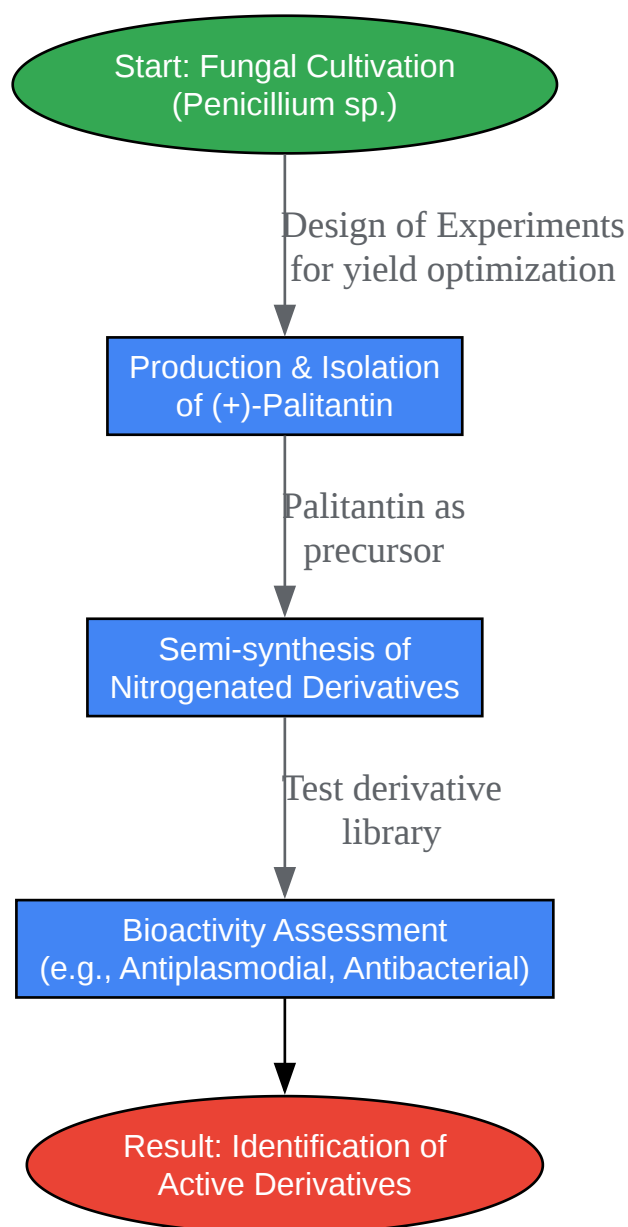 Start: Fungal Cultivation
(Penicillium sp.)
Design of Experiments
for yield optimization
Production & Isolation
of (+)-Palitantin
Palitantin as
precursor
Semi-synthesis of
Nitrogenated Derivatives
Test derivative
library
Bioactivity Assessment
(e.g., Antiplasmodial, Antibacterial)
Result: Identification of
Active Derivatives